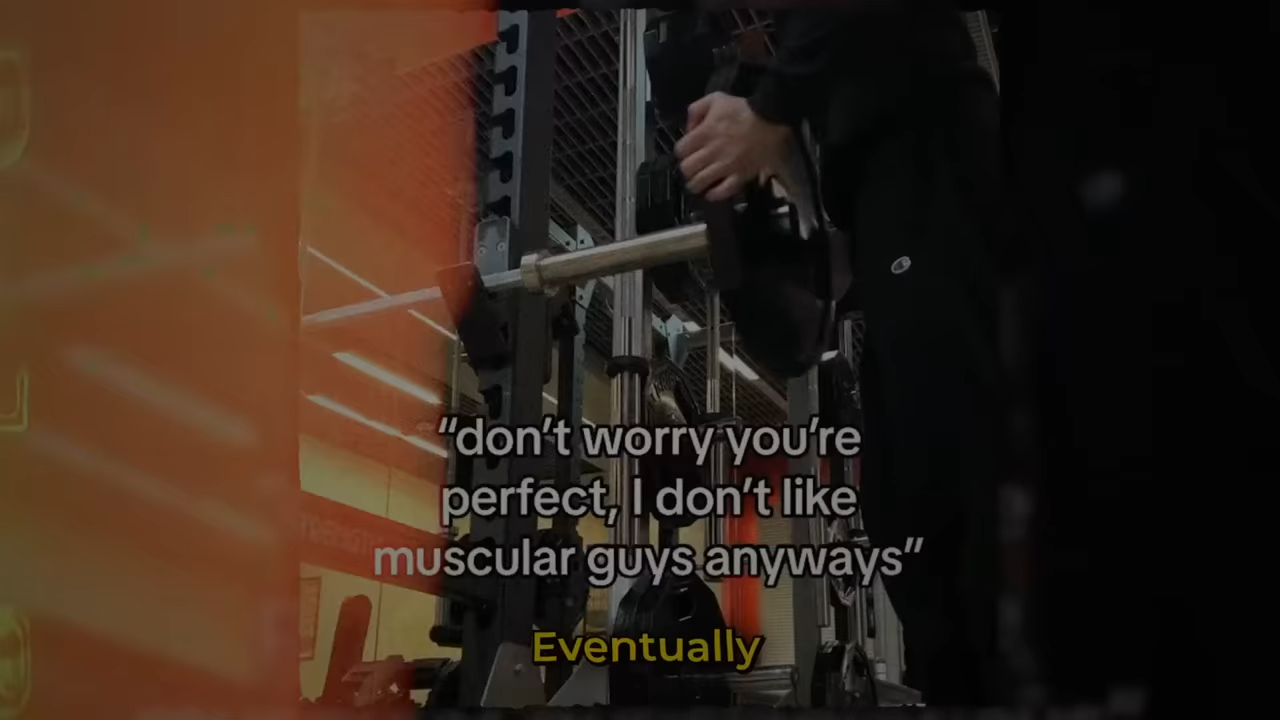 “don’t worry you’re
perfect, I don’t like
muscular guys anyways”
Eventually